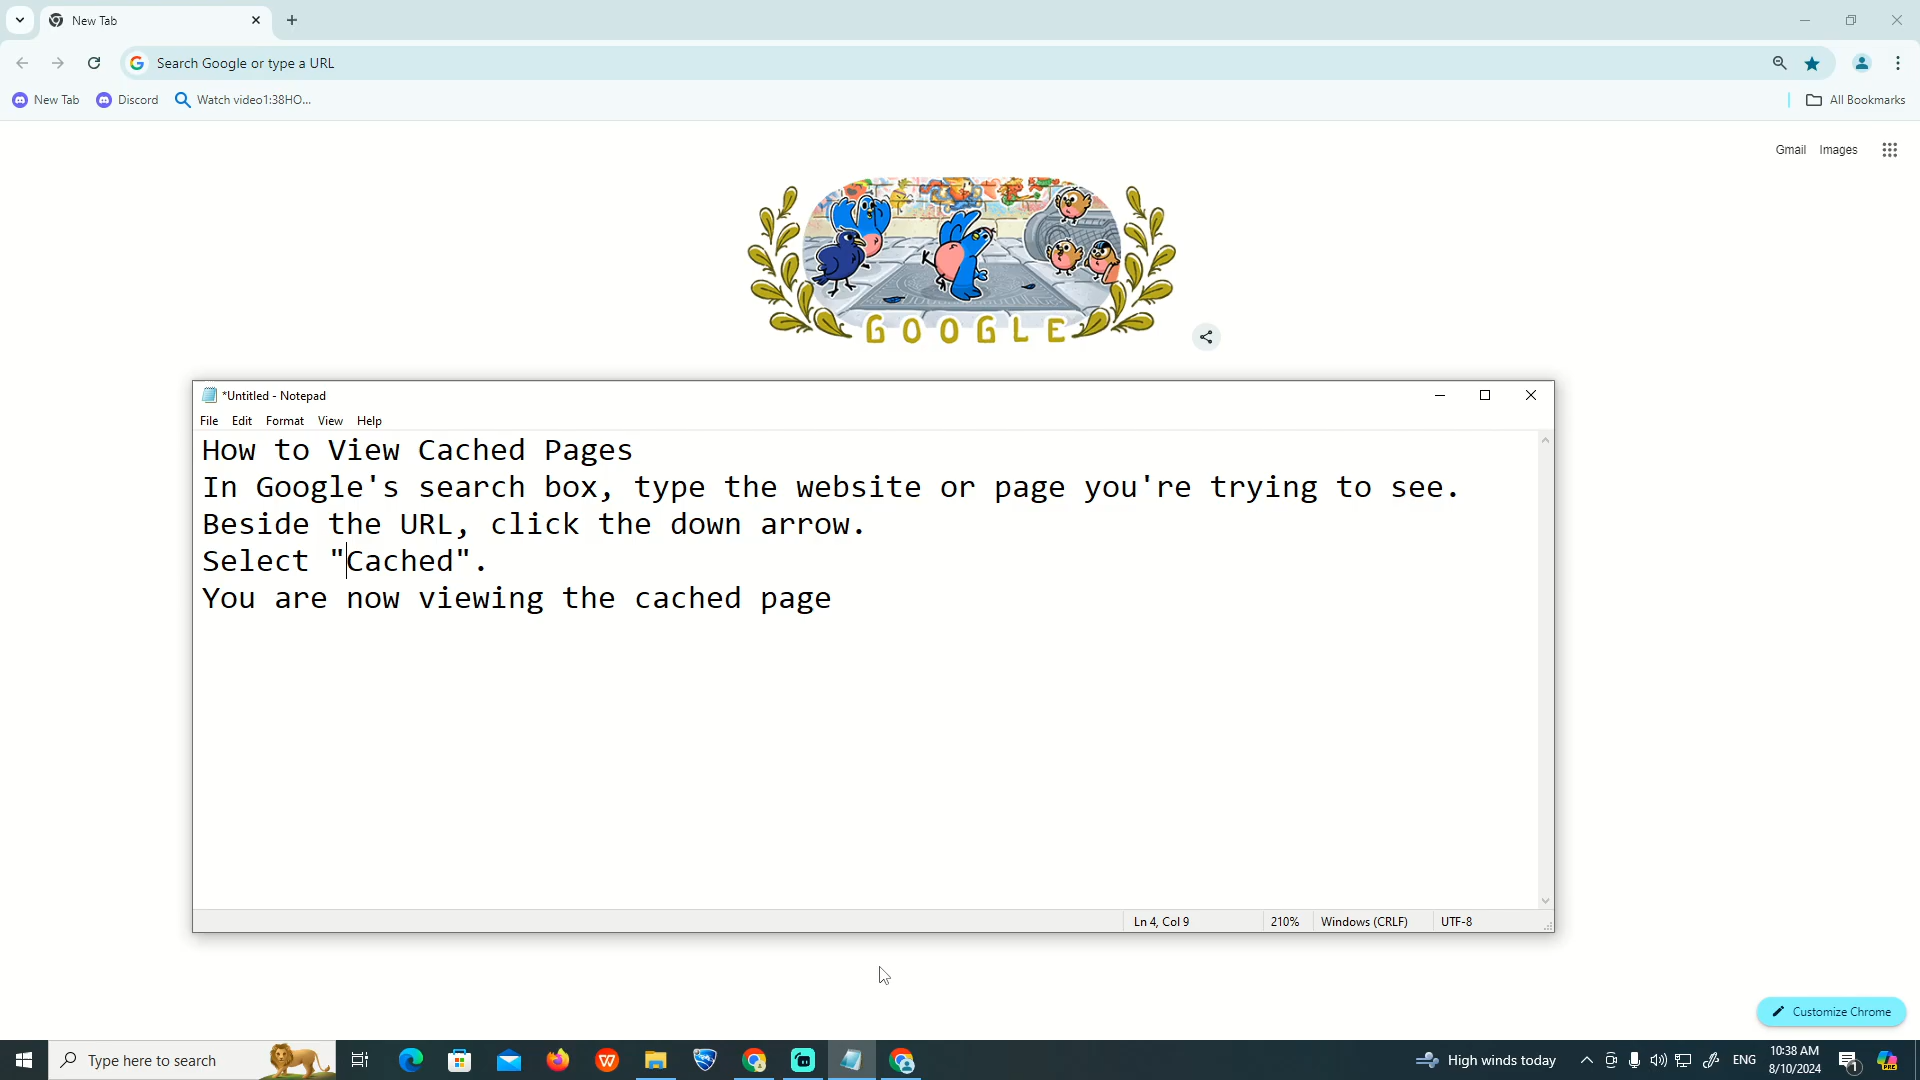 New Tab
Search Google or type a URL
New Tab
Discord
Watch video1:38HO...
All Bookmarks
Gmail
Images
GOOGLE
*Untitled - Notepad
File
Edit
Format
View
Help
How to View Cached Pages
In Google's search box, type the website or page you're trying to see.
Beside the URL, click the down arrow.
Select "Cached".
You are now viewing the cached page
Ln 4, Col 9
210%
Windows (CRLF)
UTF-8
Customize Chrome
Type here to search
High winds today
ENG
10:38 AM
8/10/2024
1
PRE